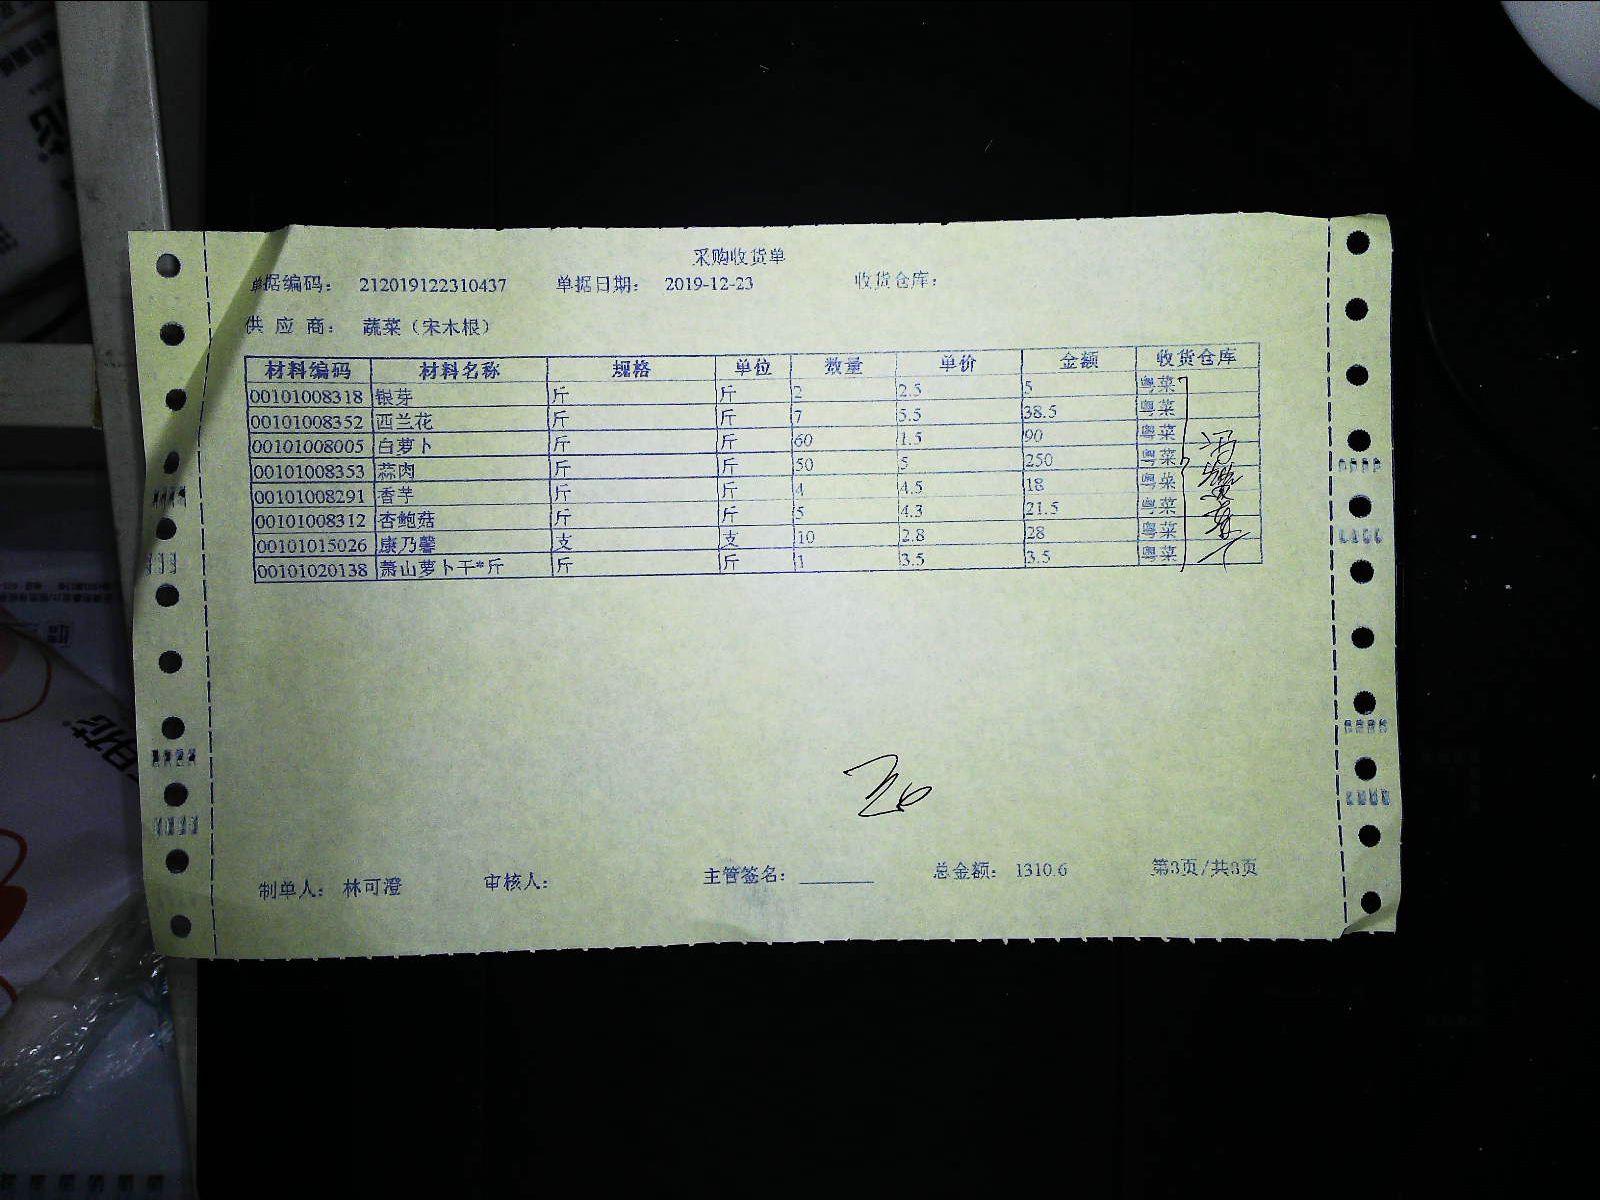 采购收货单
单据编码： 212019122310437 单据日期： 2019-12-23 收货仓库：
供 应 商： 蔬菜（宋木根）
材料编码 材料名称 规格 单位 数量 单价 金额 收货仓库
00101008318 银芽 斤 斤 2 2.5 5 粤菜
00101008352 西兰花 斤 斤 7 5.5 38.5 粤菜
00101008005 白萝卜 斤 斤 60 1.5 90 粤菜
00101008353 蒜肉 斤 斤 50 5 250 粤菜
00101008291 香芋 斤 斤 4 4.5 18 粤菜
00101008312 杏鲍菇 斤 斤 5 4.3 21.5 粤菜
00101015026 康乃馨 支 支 10 2.8 28 粤菜
00101020138 萧山萝卜干*斤 斤 斤 1 3.5 3.5 粤菜
制单人： 林可澄 审核人： 主管签名： 总金额： 1310.6 第3页/共3页